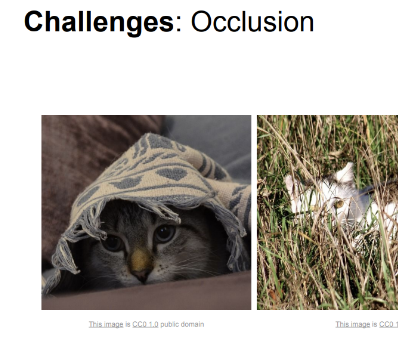 Challenges: Occlusion
This image is CC0 1.0 public domain
This image is CC0 1